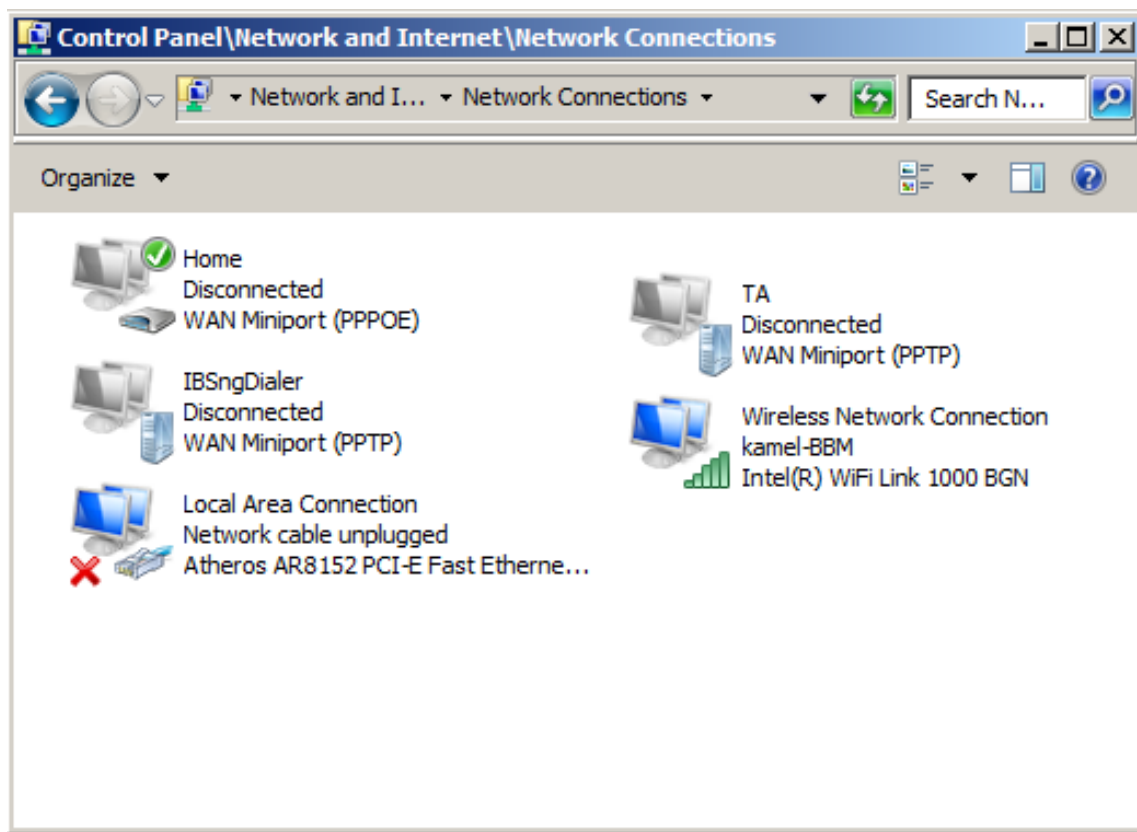 Control Panel\Network and Internet\Network Connections
Network and I... Network Connections
Search N...
Organize
Home
Disconnected
WAN Miniport (PPPOE)
IBSngDialer
Disconnected
WAN Miniport (PPTP)
Local Area Connection
Network cable unplugged
Atheros AR8152 PCI-E Fast Etherne...
TA
Disconnected
WAN Miniport (PPTP)
Wireless Network Connection
kamel-BBM
Intel(R) WiFi Link 1000 BGN